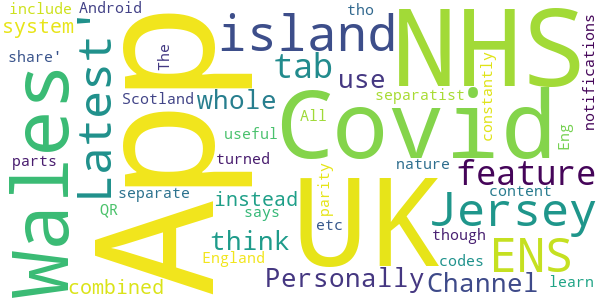 include
Android
system
share'
Latest'
App
The
Scotland
tho
island
tab
use
whole
NHS
notifications
separatist
constantly
Covid
Eng
All
useful
turned
parts
Wales
QR
separate
instead
says
think
England
combined
etc
parity
UK
nature
feature
content
Jersey
though
ENS
codes
Personally
Channel
learn